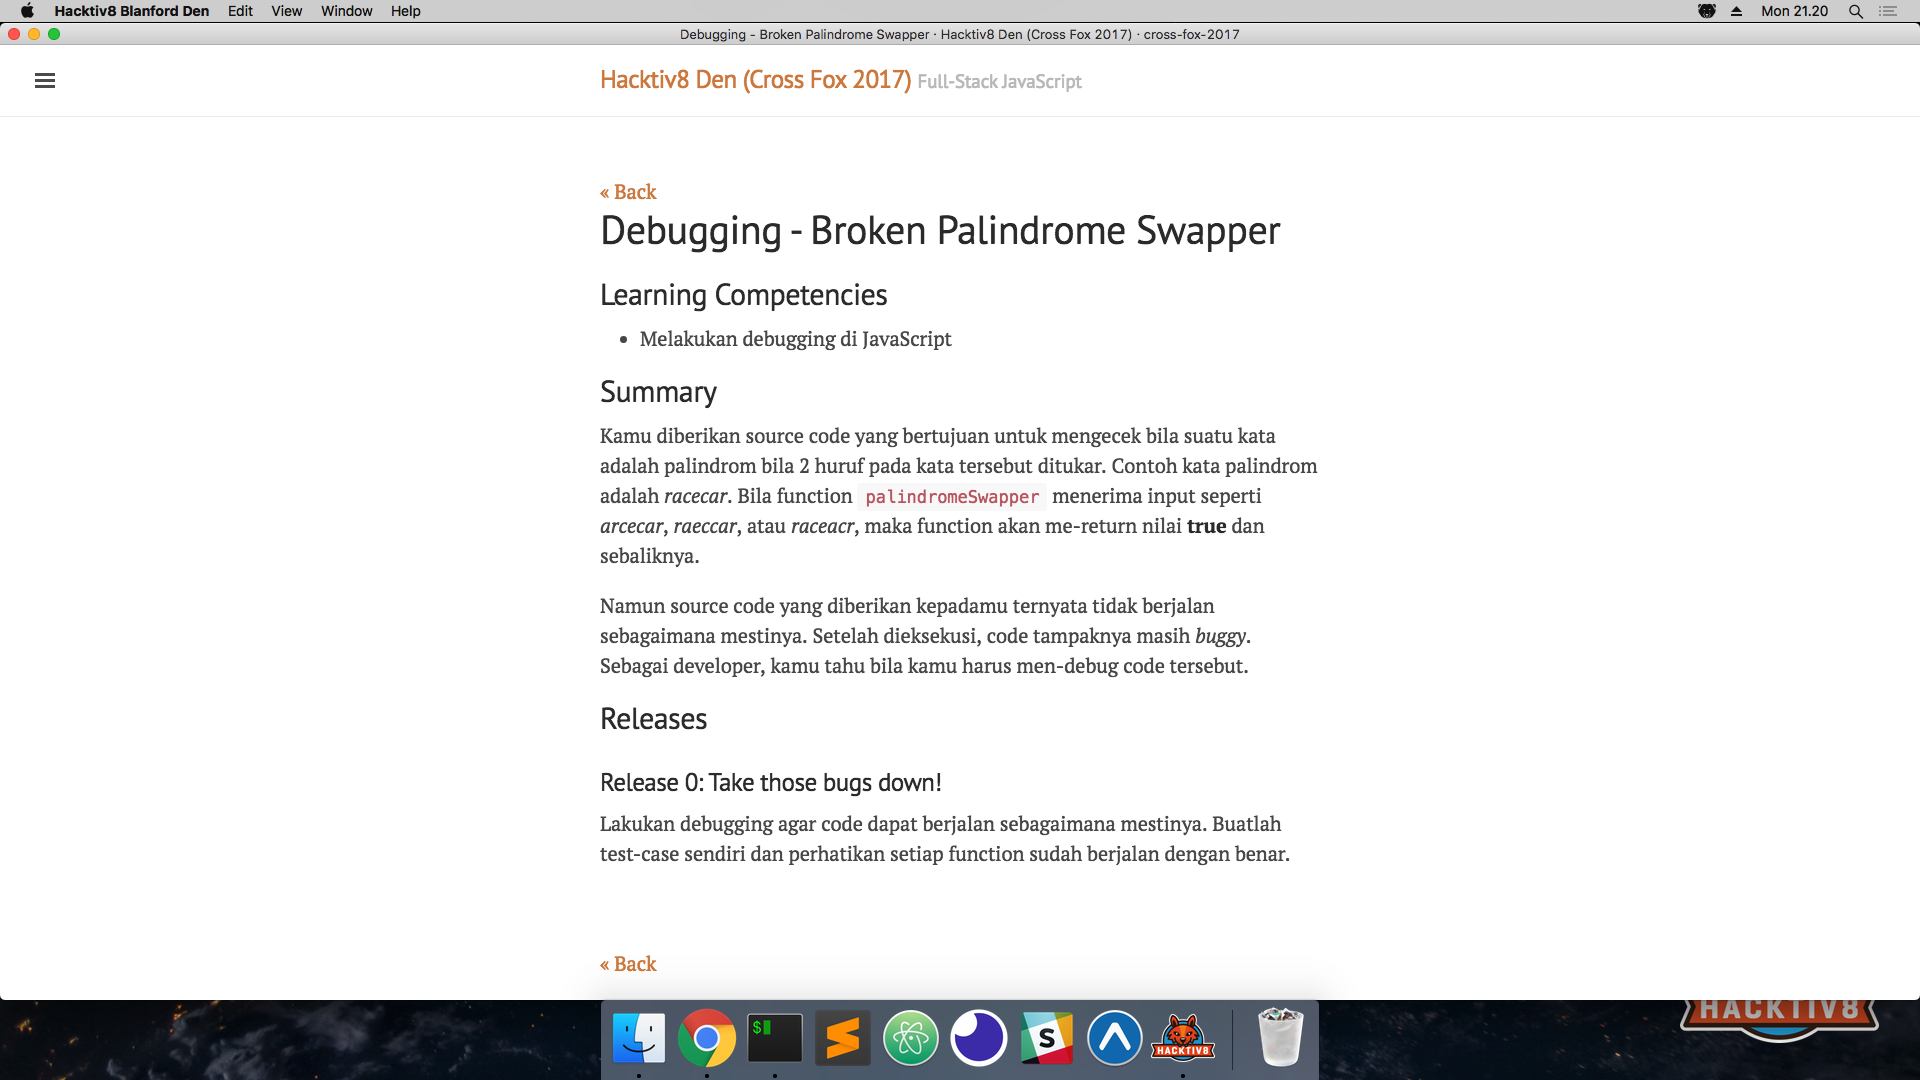 Hacktiv8 Blanford Den Edit View Window Help Mon 21.20
Debugging - Broken Palindrome Swapper · Hacktiv8 Den (Cross Fox 2017) · cross-fox-2017
Hacktiv8 Den (Cross Fox 2017) Full-Stack JavaScript
« Back
Debugging - Broken Palindrome Swapper
Learning Competencies
• Melakukan debugging di JavaScript
Summary
Kamu diberikan source code yang bertujuan untuk mengecek bila suatu kata
adalah palindrom bila 2 huruf pada kata tersebut ditukar. Contoh kata palindrom
adalah racecar. Bila function palindromeSwapper menerima input seperti
arcecar, raeccar, atau raceacr, maka function akan me-return nilai true dan
sebaliknya.
Namun source code yang diberikan kepadamu ternyata tidak berjalan
sebagaimana mestinya. Setelah dieksekusi, code tampaknya masih buggy.
Sebagai developer, kamu tahu bila kamu harus men-debug code tersebut.
Releases
Release 0: Take those bugs down!
Lakukan debugging agar code dapat berjalan sebagaimana mestinya. Buatlah
test-case sendiri dan perhatikan setiap function sudah berjalan dengan benar.
« Back
HACKTIV8
$
S
HACKTIV8